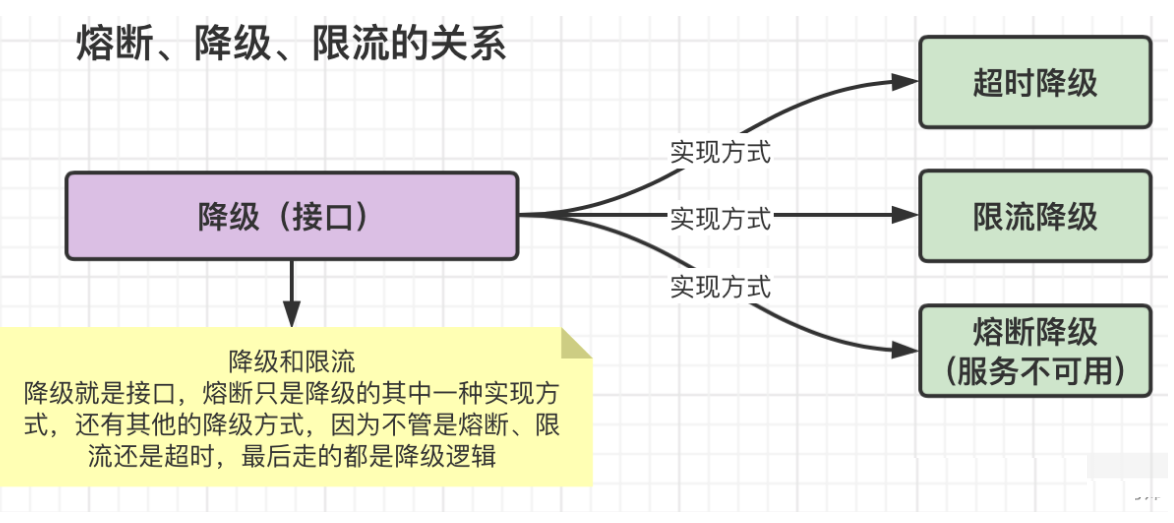 熔断、降级、限流的关系
超时降级
实现方式
降级（接口）
实现方式
限流降级
实现方式
熔断降级
(服务不可用)
降级和限流
降级就是接口，熔断只是降级的其中一种实现方
式，还有其他的降级方式，因为不管是熔断、限
流还是超时，最后走的都是降级逻辑